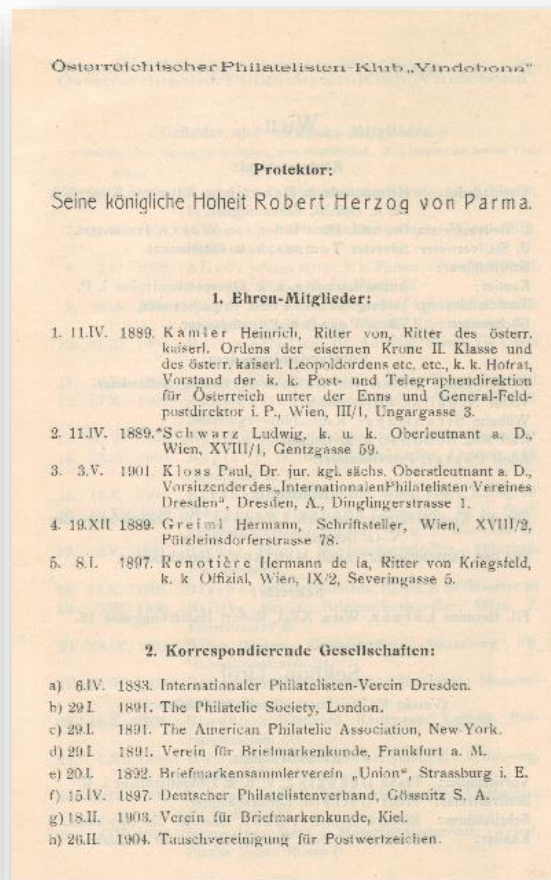 Österreichischer Philatelisten-Klub „Vindobona"
Protektor:
Seine königliche Hoheit Robert Herzog von Parma.
1. Ehren-Mitglieder:
1. 11.IV. 1889. Kamler Heinrich, Ritter von, Ritter des österr.
kaiserl. Ordens der eisernen Krone II. Klasse und
des österr. kaiserl. Leopoldordens etc. etc., k. k. Hofrat,
Vorstand der k. k. Post- und Telegraphendirektion
für Österreich unter der Enns und General-Feld-
postdirektor i. P., Wien, III/1, Ungargasse 3.
2. 11.IV. 1889.*Schwarz Ludwig, k. u. k. Oberleutnant a. D.,
Wien, XVIII/1, Gentzgasse 59.
3. 3.V. 1901. Kloss Paul, Dr. jur. kgl. sächs. Oberstleutnant a. D.,
Vorsitzender des „Internationalen Philatelisten-Vereines
Dresden", Dresden, A., Dinglingerstrasse 1.
4. 19.XII 1889. Greiml Hermann, Schriftsteller, Wien, XVIII/2,
Pötzleinsdorferstrasse 78.
5. 8.I. 1897. Renotière Hermann de la, Ritter von Kriegsfeld,
k. k. Offizial, Wien, IX/2, Severingasse 5.
2. Korrespondierende Gesellschaften:
a) 6.IV. 1883. Internationaler Philatelisten-Verein Dresden.
b) 29.I. 1891. The Philatelic Society, London.
c) 29.I. 1891. The American Philatelic Association, New-York.
d) 29.I. 1891. Verein für Briefmarkenkunde, Frankfurt a. M.
e) 20.I. 1892. Briefmarkensammlerverein „Union", Strassburg i. E.
f) 15.IV. 1897. Deutscher Philatelistenverband, Gössnitz S. A.
g) 18.II. 1903. Verein für Briefmarkenkunde, Kiel.
h) 26.II. 1904. Tauschvereinigung für Postwertzeichen.